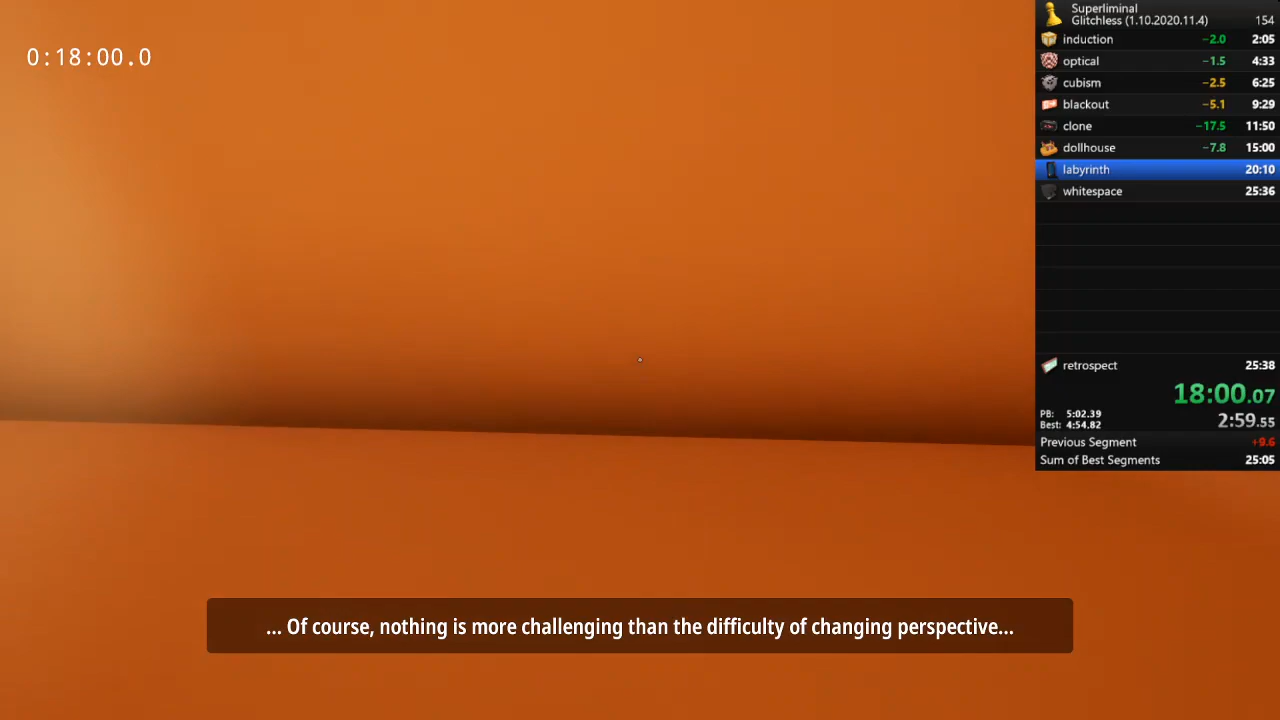 0:18:00.0
Superliminal
Glitchless (1.10.2020.11.4) 154
induction −2.0 2:05
optical −1.5 4:33
cubism −2.5 6:25
blackout −5.1 9:29
clone −17.5 11:50
dollhouse −7.8 15:00
labyrinth 20:10
whitespace 25:36
retrospect 25:38
18:00.07
PB: 5:02.39
Best: 4:54.82
2:59.55
Previous Segment +9.6
Sum of Best Segments 25:05
... Of course, nothing is more challenging than the difficulty of changing perspective...